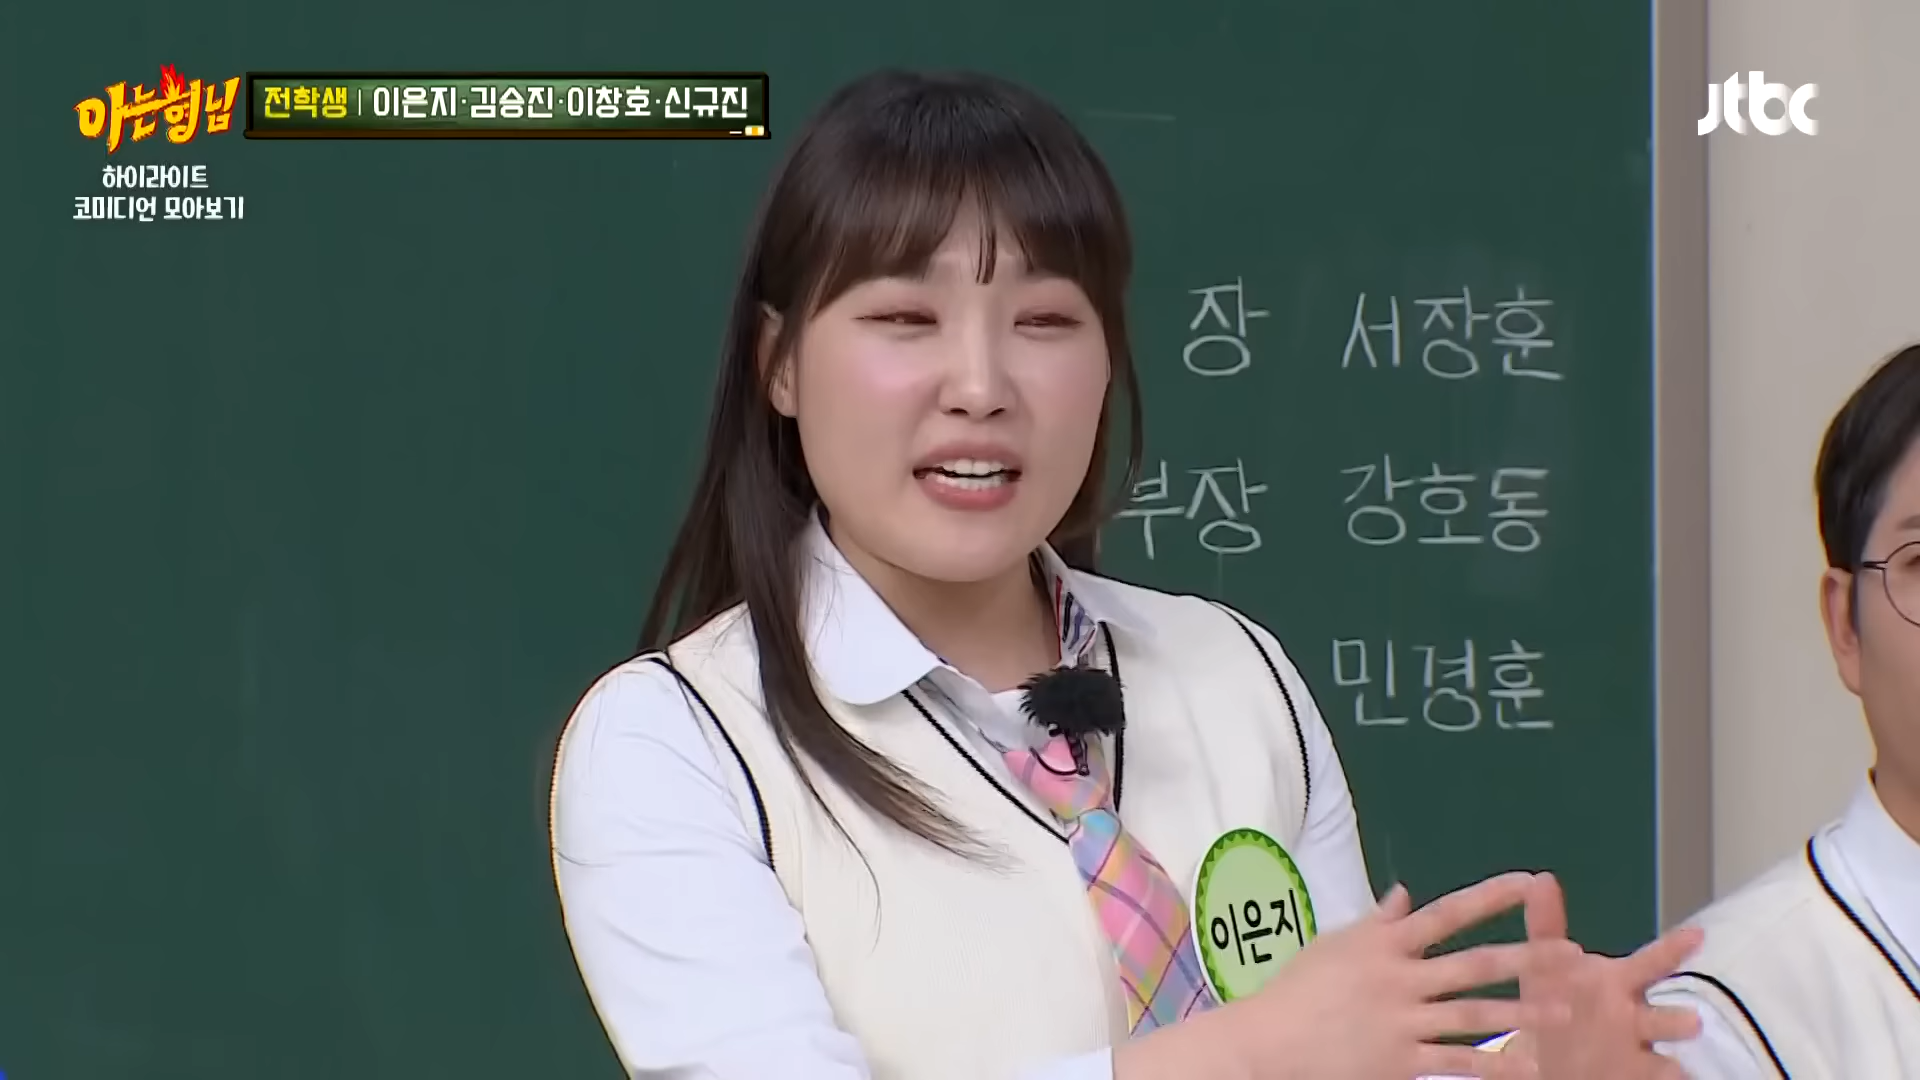 아는형님
전학생 | 이은지·김승진·이창호·신규진
jtbc
하이라이트
코미디언 모아보기
장 서장훈
부장 강호동
민경훈
이은지